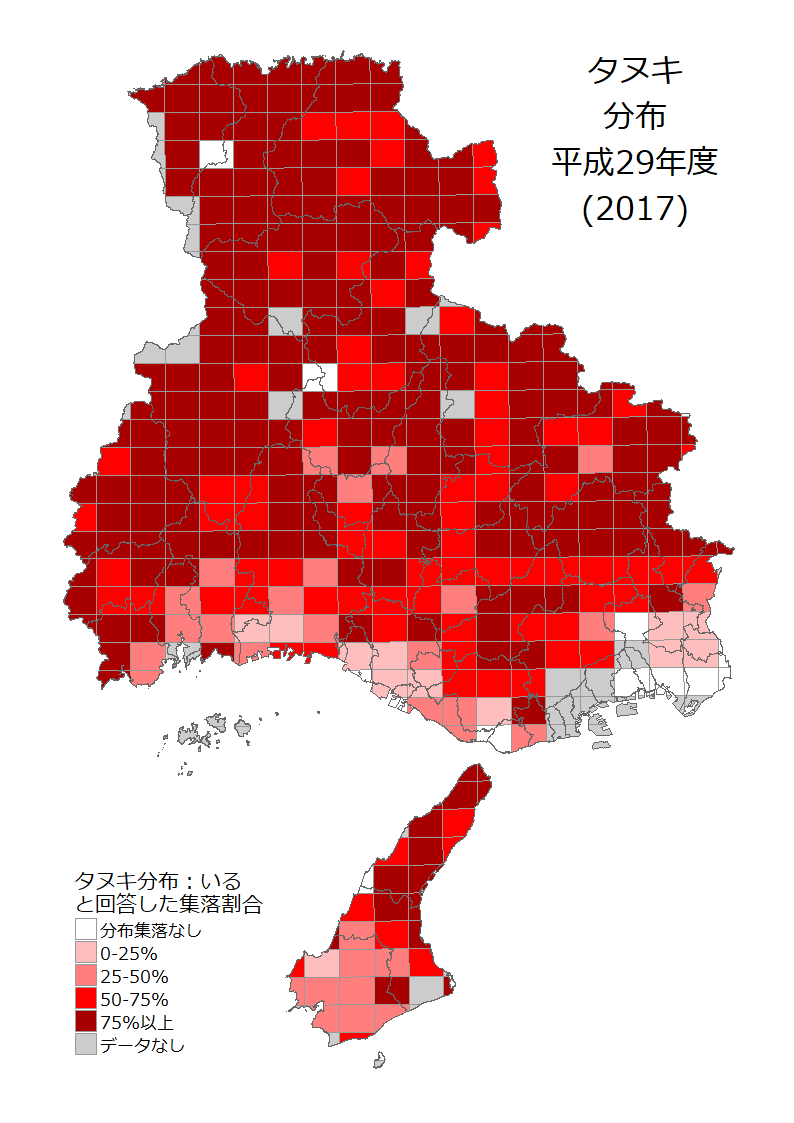 タヌキ
分布
平成29年度
(2017)
タヌキ分布：いる
と回答した集落割合
分布集落なし
0-25%
25-50%
50-75%
75%以上
データなし